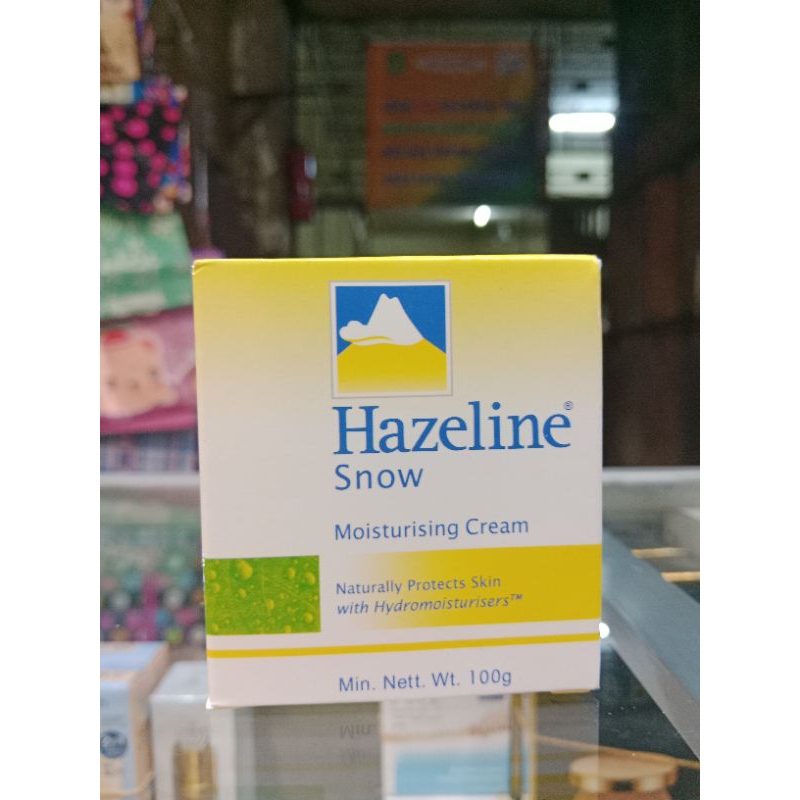 Hazeline®
Snow
Moisturising Cream
Naturally Protects Skin
with Hydromoisturisers™
Min. Nett. Wt. 100g